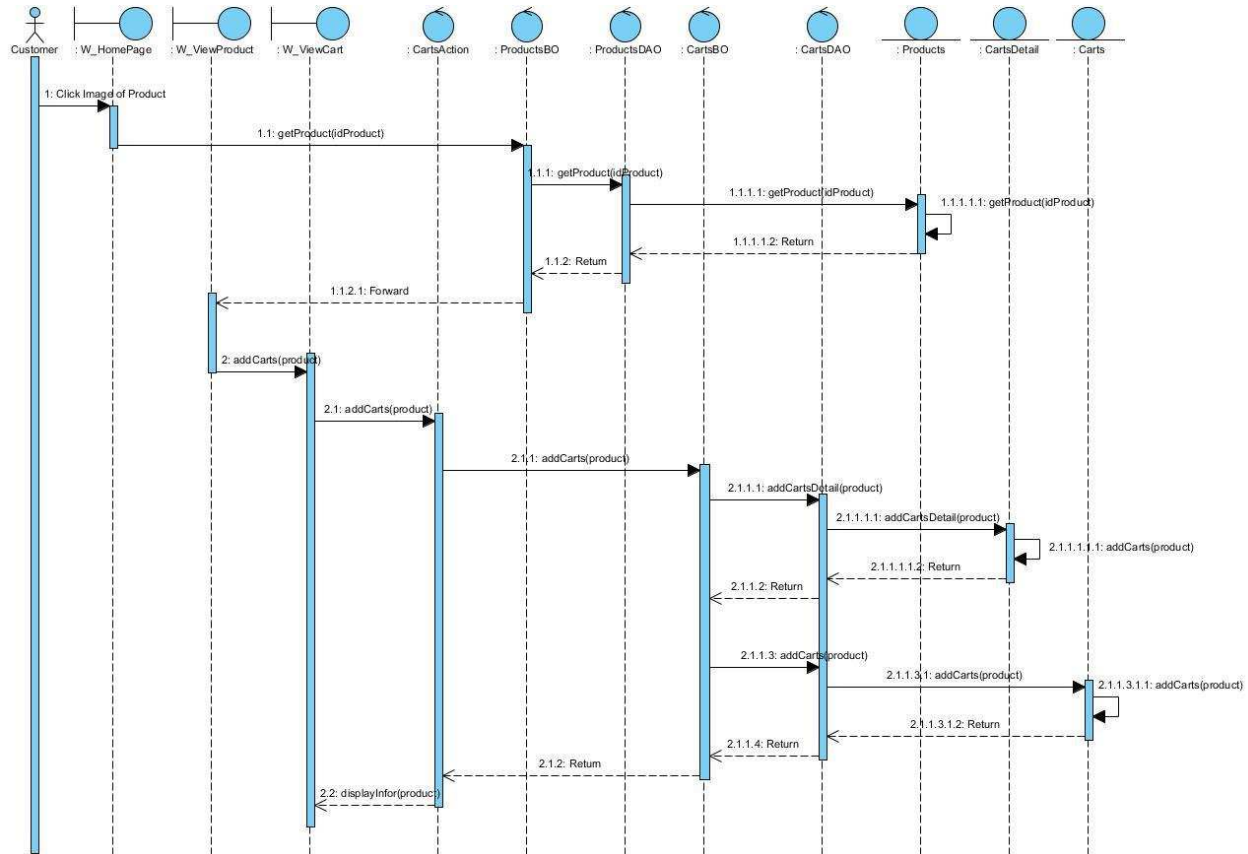 Customer
: W_HomePage
: W_ViewProduct
: W_ViewCart
: CartsAction
: ProductsBO
: ProductsDAO
: CartsBO
: CartsDAO
: Products
: CartsDetail
: Carts
1: Click Image of Product
1.1: getProduct(idProduct)
1.1.1: getProduct(idProduct)
1.1.1.1: getProduct(idProduct)
1.1.1.1.1: getProduct(idProduct)
1.1.1.1.2: Return
1.1.2: Return
1.1.2.1: Forward
2: addCarts(product)
2.1: addCarts(product)
2.1.1: addCarts(product)
2.1.1.1: addCartsDetail(product)
2.1.1.1.1: addCartsDetail(product)
2.1.1.1.1.1: addCarts(product)
2.1.1.1.1.2: Return
2.1.1.2: Return
2.1.1.3: addCarts(product)
2.1.1.3.1: addCarts(product)
2.1.1.3.1.1: addCarts(product)
2.1.1.3.1.2: Return
2.1.1.4: Return
2.1.2: Return
2.2: displayInfor(product)